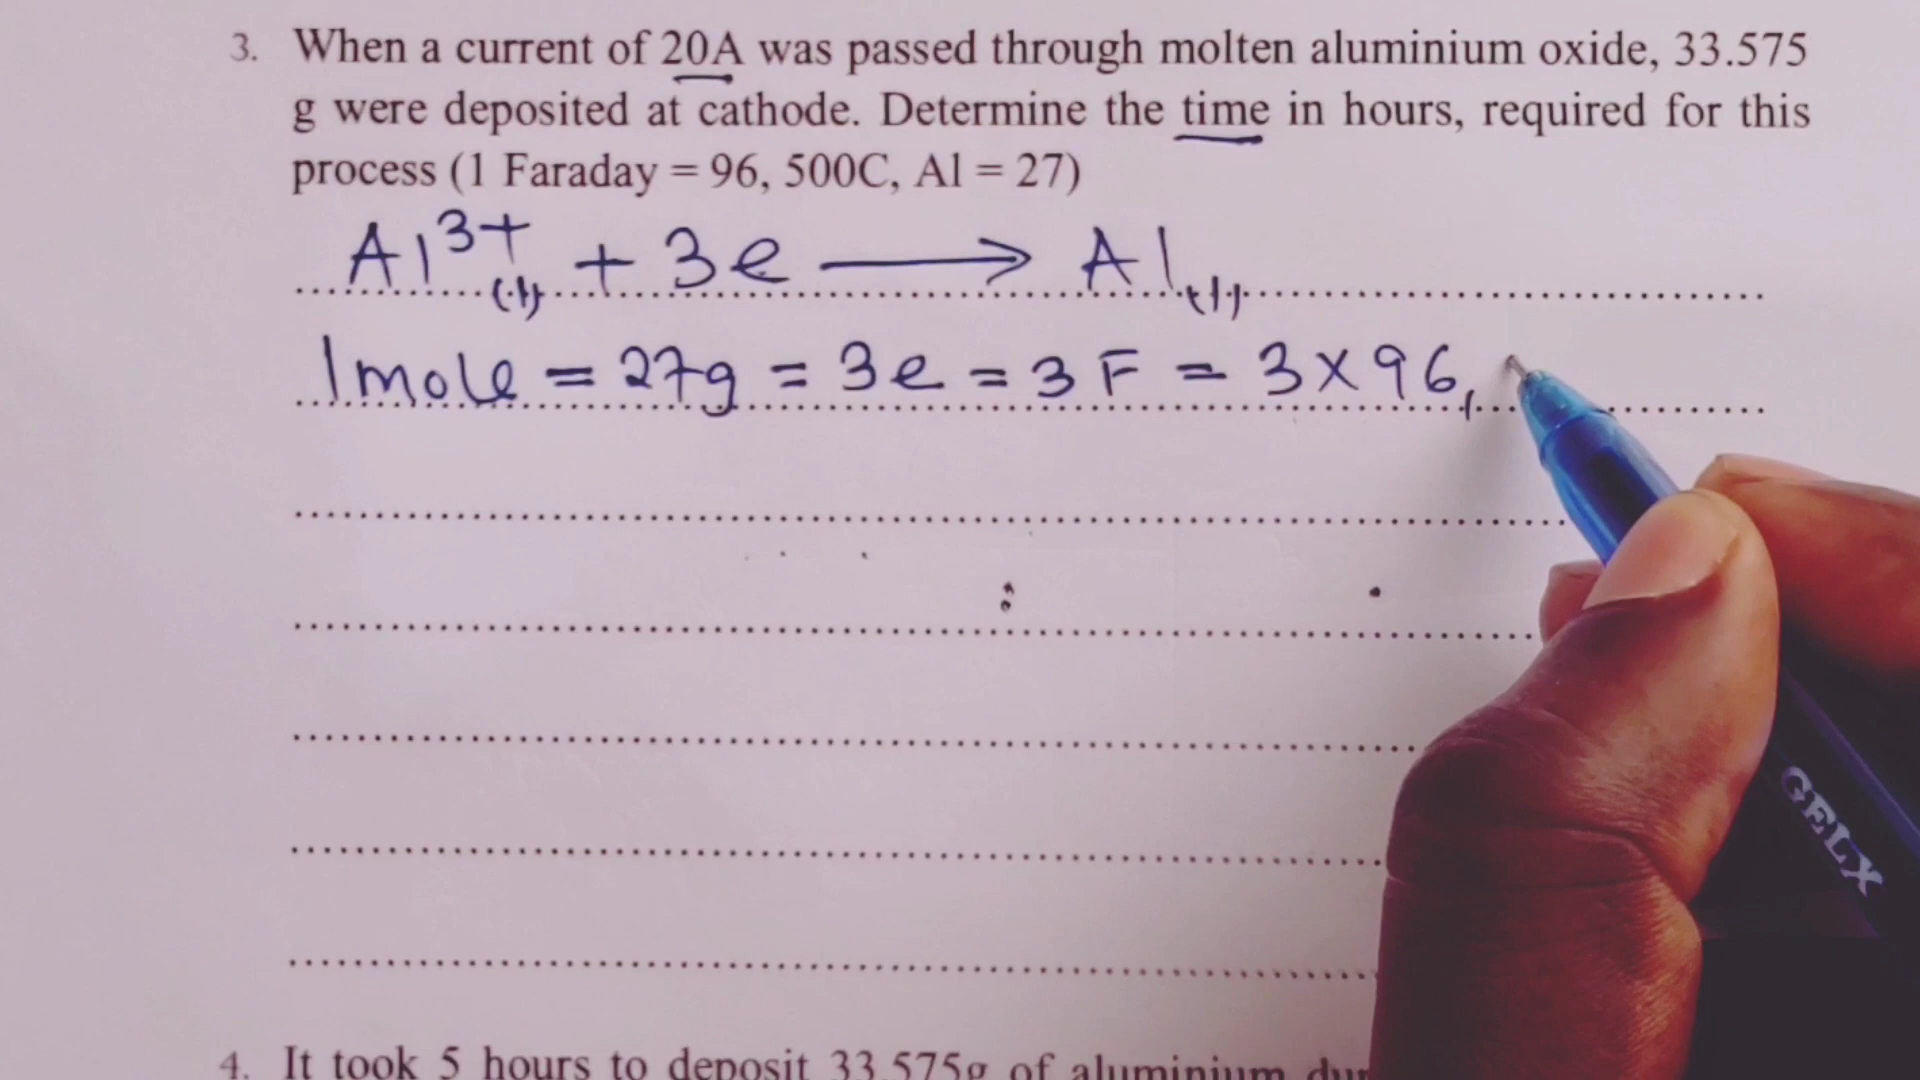 3. When a current of 20A was passed through molten aluminium oxide, 33.575
g were deposited at cathode. Determine the time in hours, required for this
process (1 Faraday = 96, 500C, Al = 27)
Al³⁺(l) + 3e ⟶ Al(l)
1mole = 27g = 3e = 3F = 3×96,
GELX
4. It took 5 hours to deposit 33.575g of aluminium